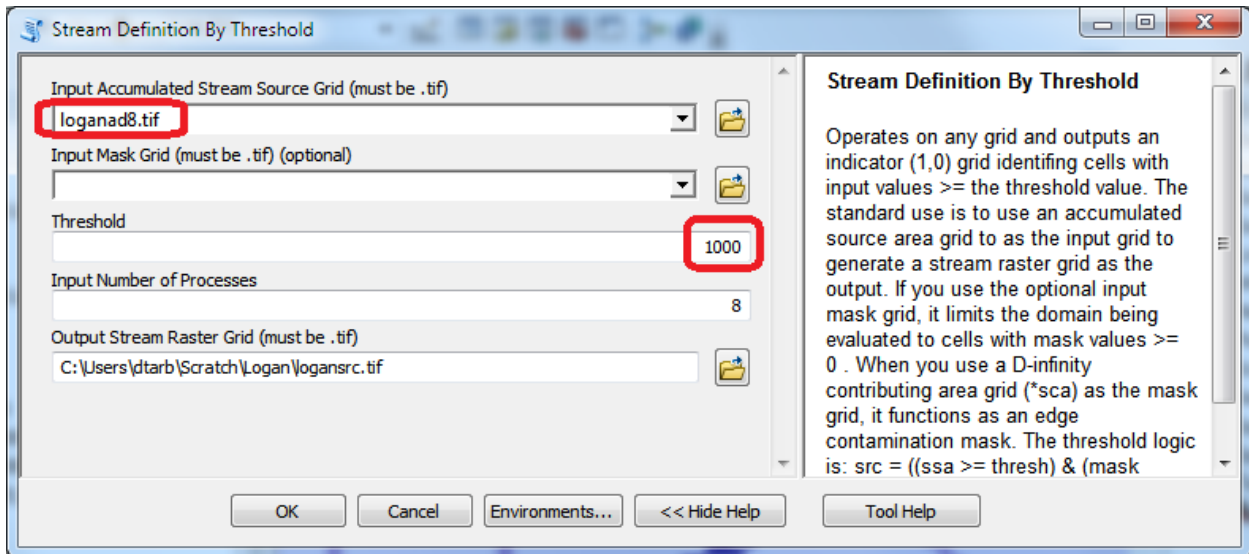 Stream Definition By Threshold
Input Accumulated Stream Source Grid (must be .tif)
loganad8.tif
Input Mask Grid (must be .tif) (optional)
Threshold
1000
Input Number of Processes
8
Output Stream Raster Grid (must be .tif)
C:\Users\dtarb\Scratch\Logan\logansrc.tif
Stream Definition By Threshold
Operates on any grid and outputs an
indicator (1,0) grid identifing cells with
input values >= the threshold value. The
standard use is to use an accumulated
source area grid to as the input grid to
generate a stream raster grid as the
output. If you use the optional input
mask grid, it limits the domain being
evaluated to cells with mask values >=
0 . When you use a D-infinity
contributing area grid (*sca) as the mask
grid, it functions as an edge
contamination mask. The threshold logic
is: src = ((ssa >= thresh) & (mask
OK
Cancel
Environments...
<< Hide Help
Tool Help